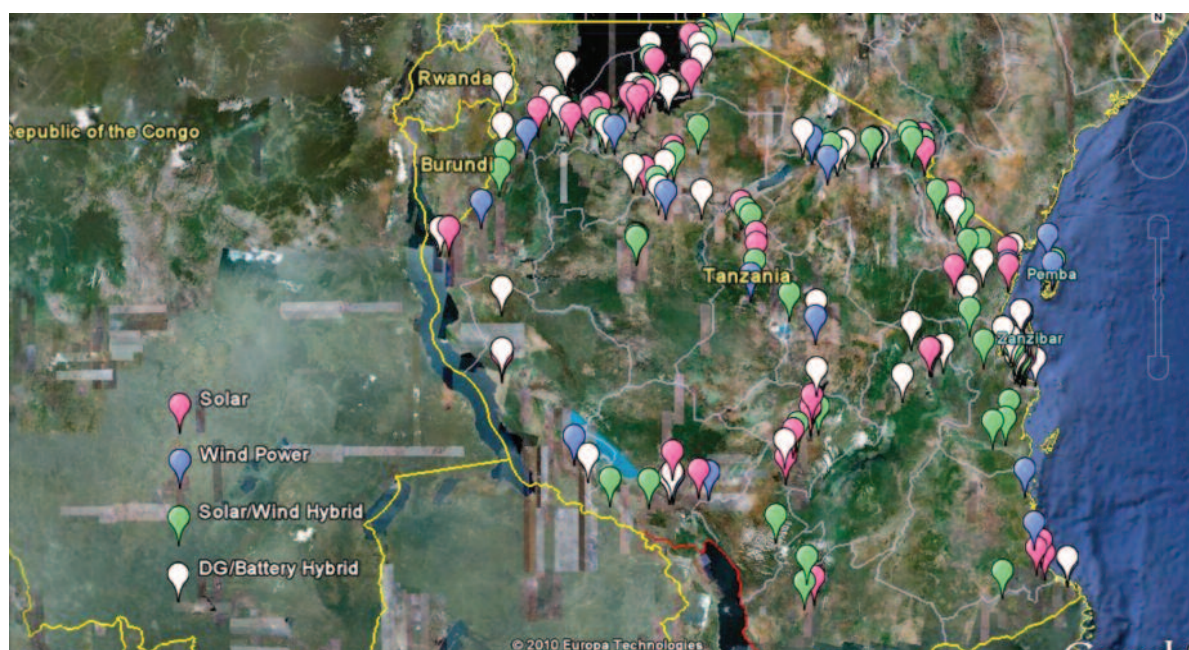 N
Rwanda
Republic of the Congo
Burundi
Tanzania
Pemba
Zanzibar
Solar
Wind Power
Solar/Wind Hybrid
DG/Battery Hybrid
© 2010 Europa Technologies